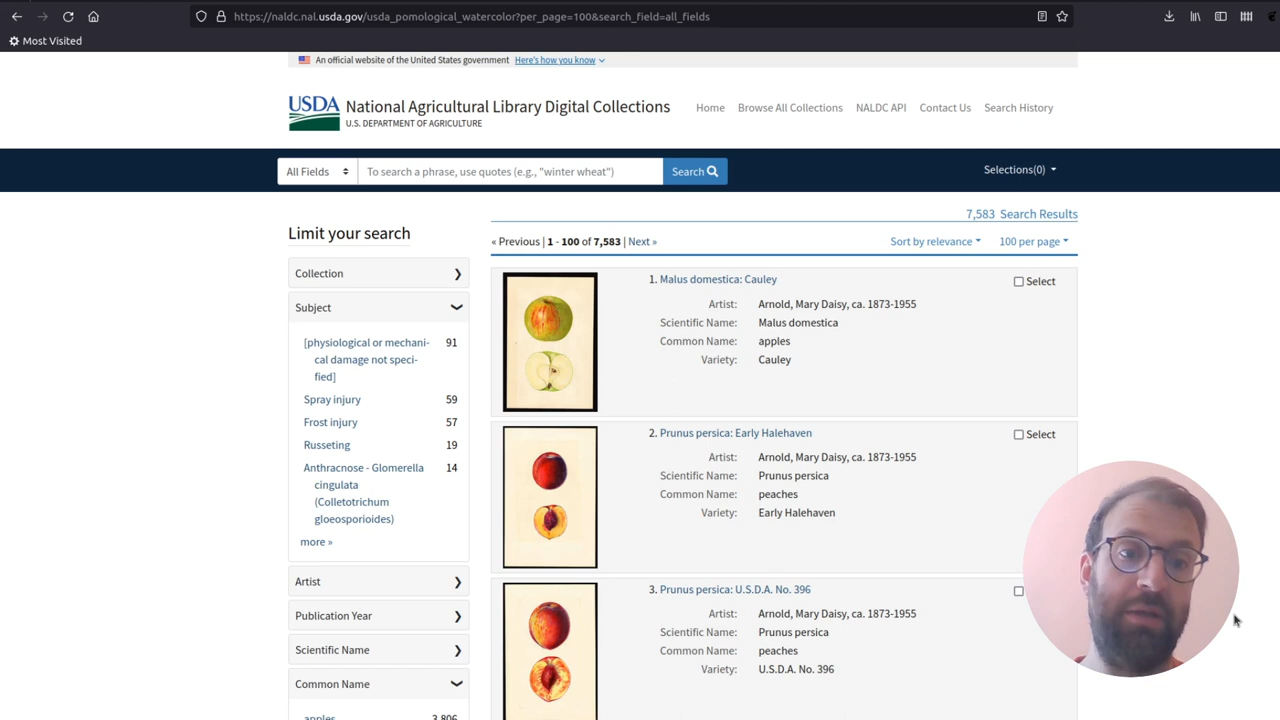 https://naldc.nal.usda.gov/usda_pomological_watercolor?per_page=100&search_field=all_fields
Most Visited
An official website of the United States government Here's how you know
USDA National Agricultural Library Digital Collections
U.S. DEPARTMENT OF AGRICULTURE
Home Browse All Collections NALDC API Contact Us Search History
All Fields To search a phrase, use quotes (e.g., "winter wheat") Search Selections(0)
7,583 Search Results
Limit your search
« Previous | 1 - 100 of 7,583 | Next » Sort by relevance 100 per page
Collection
Subject
[physiological or mechani-
cal damage not speci-
fied] 91
Spray injury 59
Frost injury 57
Russeting 19
Anthracnose - Glomerella 14
cingulata
(Colletotrichum
gloeosporioides)
more »
Artist
Publication Year
Scientific Name
Common Name
apples 3,806
1. Malus domestica: Cauley Select
Artist: Arnold, Mary Daisy, ca. 1873-1955
Scientific Name: Malus domestica
Common Name: apples
Variety: Cauley
2. Prunus persica: Early Halehaven Select
Artist: Arnold, Mary Daisy, ca. 1873-1955
Scientific Name: Prunus persica
Common Name: peaches
Variety: Early Halehaven
3. Prunus persica: U.S.D.A. No. 396
Artist: Arnold, Mary Daisy, ca. 1873-1955
Scientific Name: Prunus persica
Common Name: peaches
Variety: U.S.D.A. No. 396